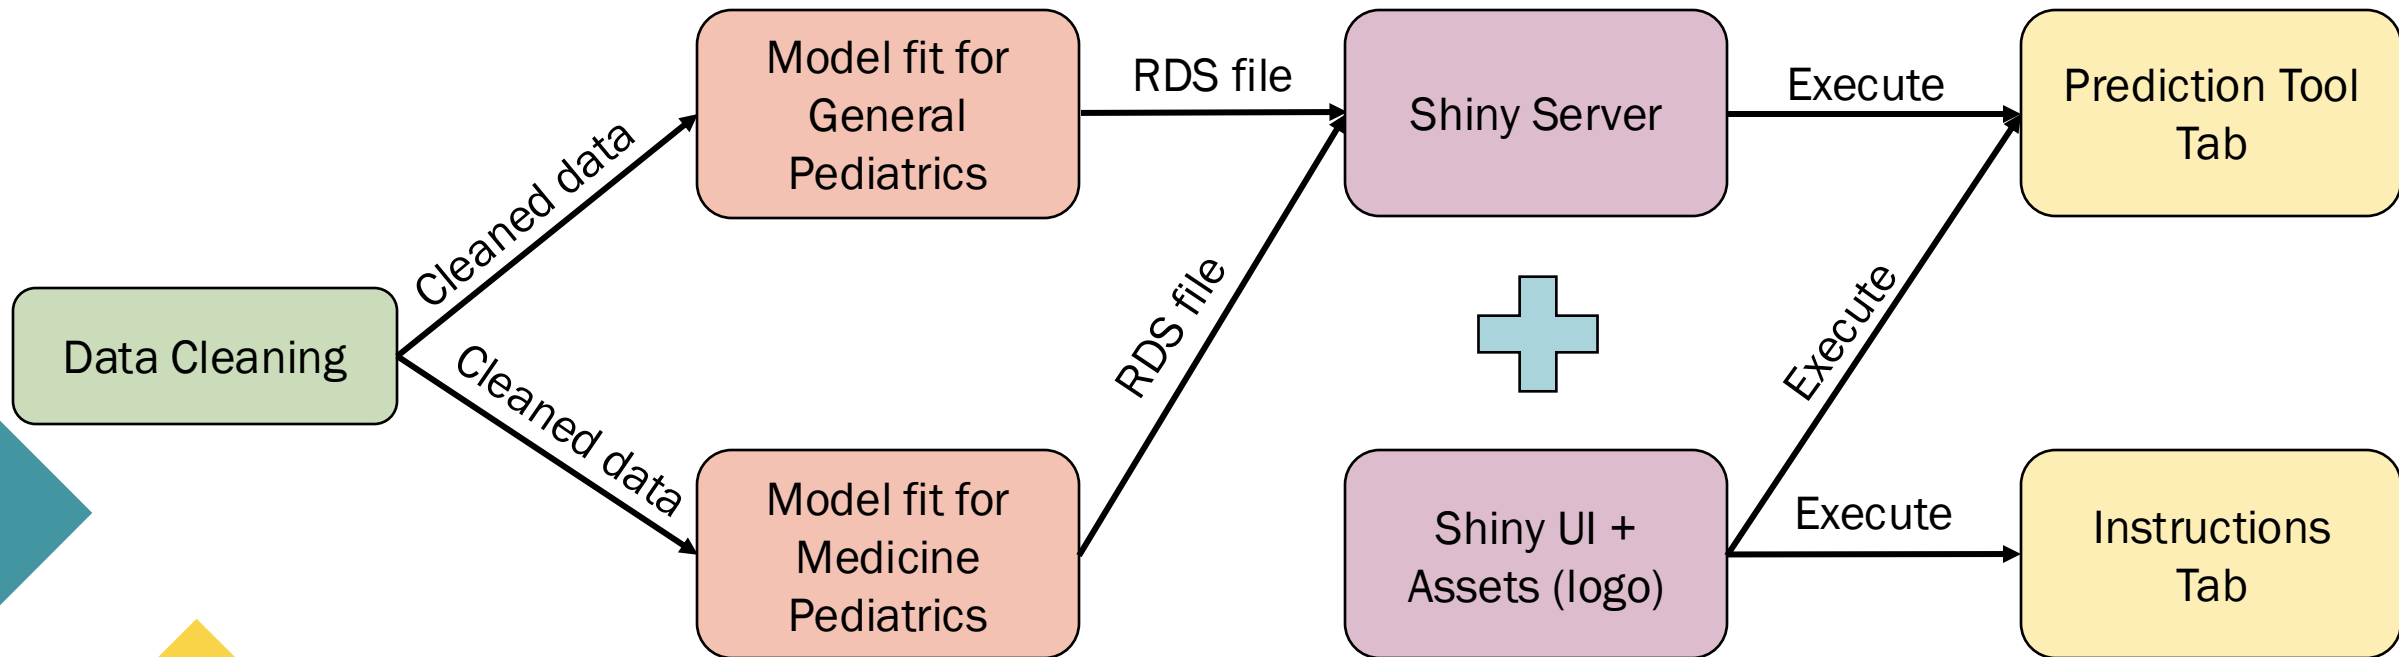 Data Cleaning
Cleaned data
Cleaned data
Model fit for
General
Pediatrics
Model fit for
Medicine
Pediatrics
RDS file
RDS file
Shiny Server
Shiny UI +
Assets (logo)
Execute
Execute
Execute
Prediction Tool
Tab
Instructions
Tab